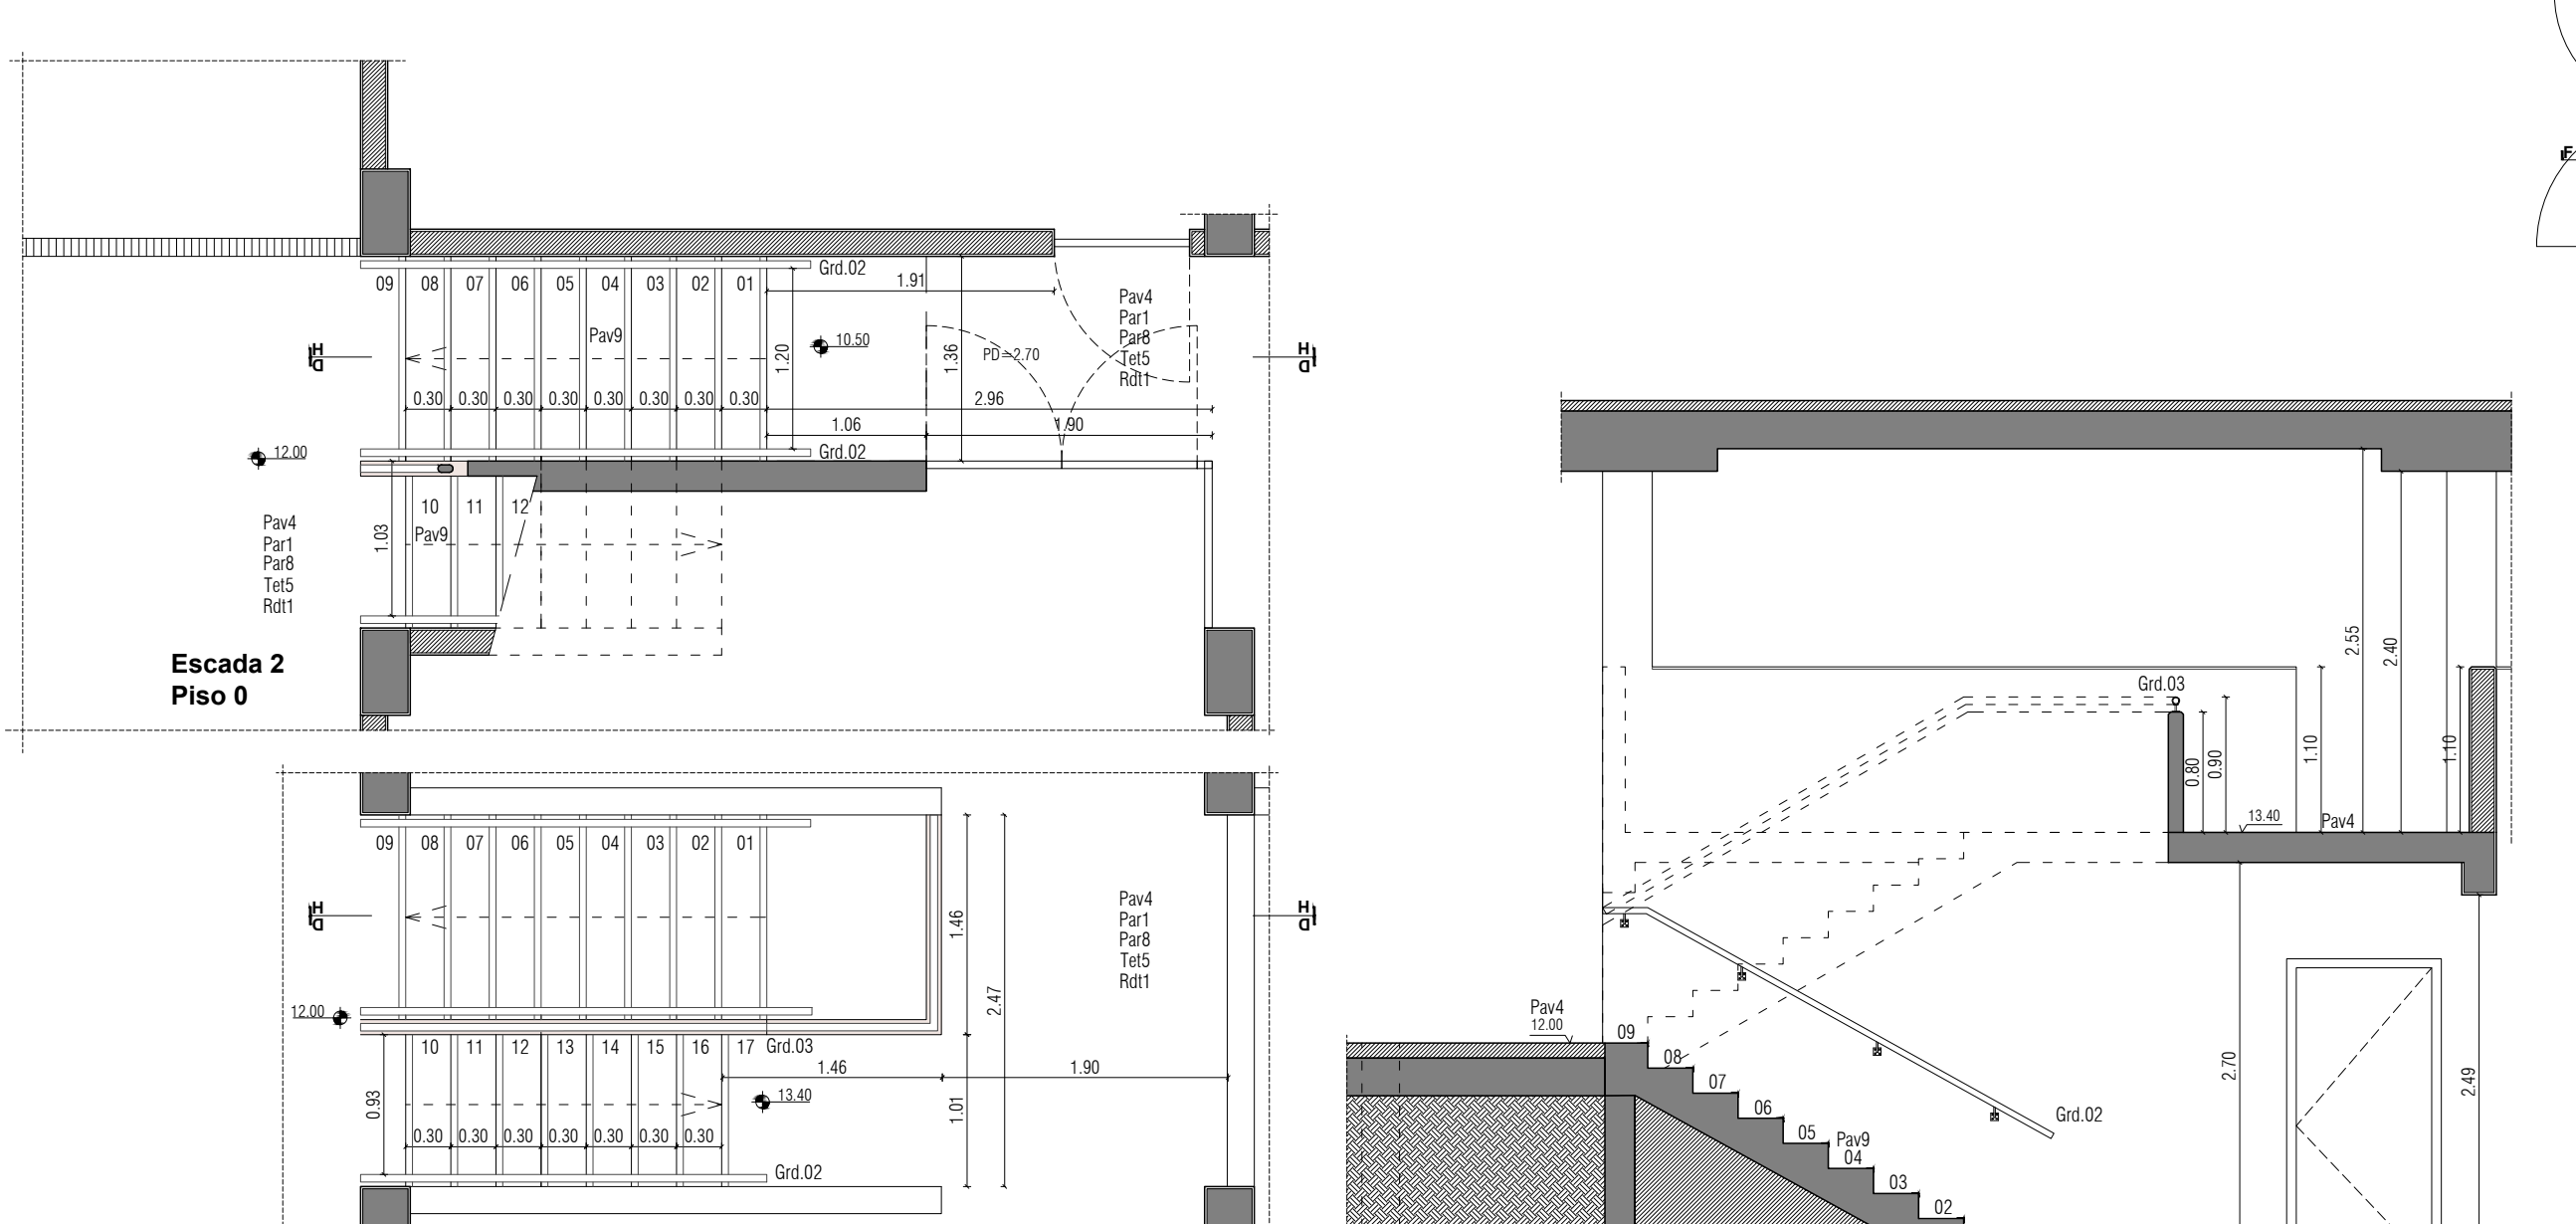 F
Grd.02
09 08 07 06 05 04 03 02 01
1.91
Pav4
Par1
Par8
Tet5
Rdt1
Pav9
10.50
1.20
1.36
PD=2.70
H
D
H
D
0.30 0.30 0.30 0.30 0.30 0.30 0.30 0.30
2.96
1.06
1.90
Grd.02
12.00
10 11 12
Pav9
1.03
Pav4
Par1
Par8
Tet5
Rdt1
Escada 2
Piso 0
09 08 07 06 05 04 03 02 01
H
D
H
D
1.46
2.47
Pav4
Par1
Par8
Tet5
Rdt1
12.00
10 11 12 13 14 15 16 17
Grd.03
1.46
1.90
13.40
0.93
1.01
0.30 0.30 0.30 0.30 0.30 0.30 0.30
Grd.02
2.55
2.40
Grd.03
0.80
0.90
1.10
1.10
13.40
Pav4
Pav4
12.00
09
08
07
06
05
Pav9
04
03
02
Grd.02
2.70
2.49